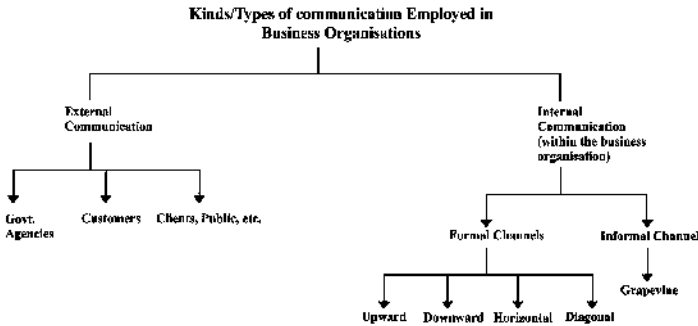 Kinds/Types of communication Employed in
Business Organisations
External
Communication
Internal
Communication
(within the business
organisation)
Govt.
Agencies
Customers
Clients, Public, etc.
Formal Channels
Informal Channel
Grapevine
Upward
Downward
Horizontal
Diagonal